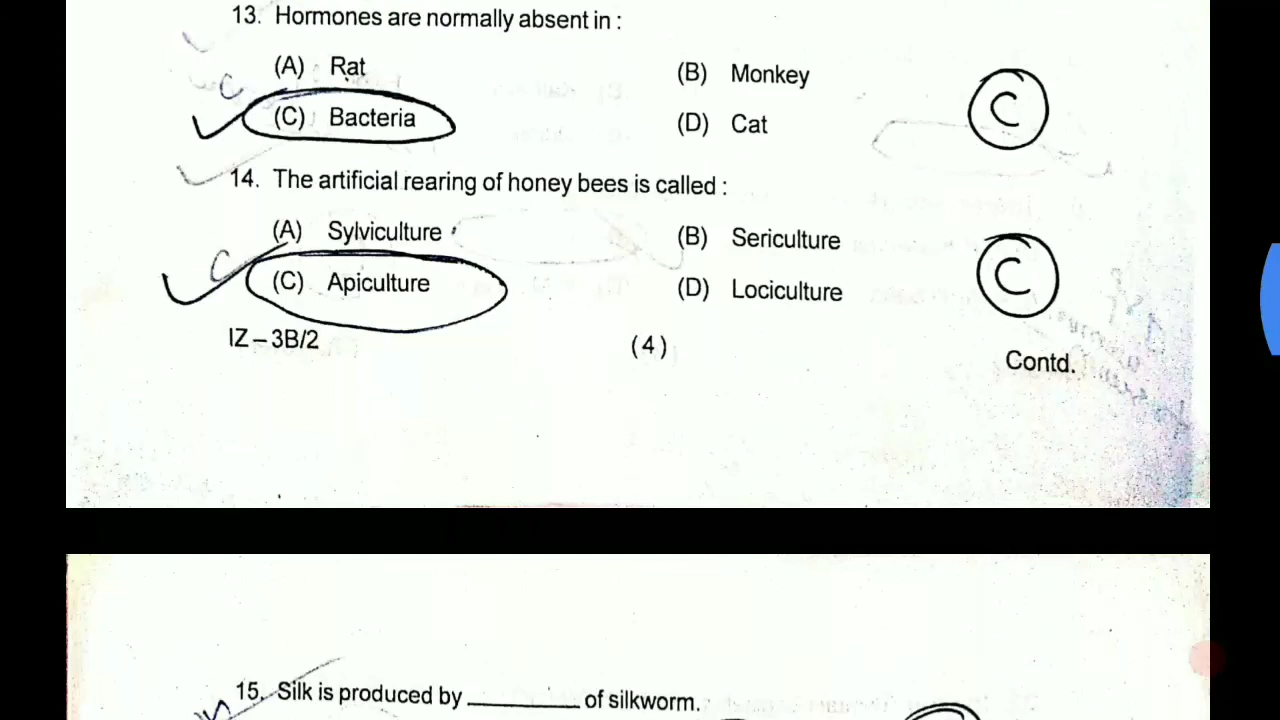 13. Hormones are normally absent in :
(A) Rat (B) Monkey
C
(C) Bacteria (D) Cat
C
14. The artificial rearing of honey bees is called :
(A) Sylviculture (B) Sericulture
C
(C) Apiculture (D) Lociculture
C
IZ – 3B/2 (4) Contd.
15. Silk is produced by ________ of silkworm.